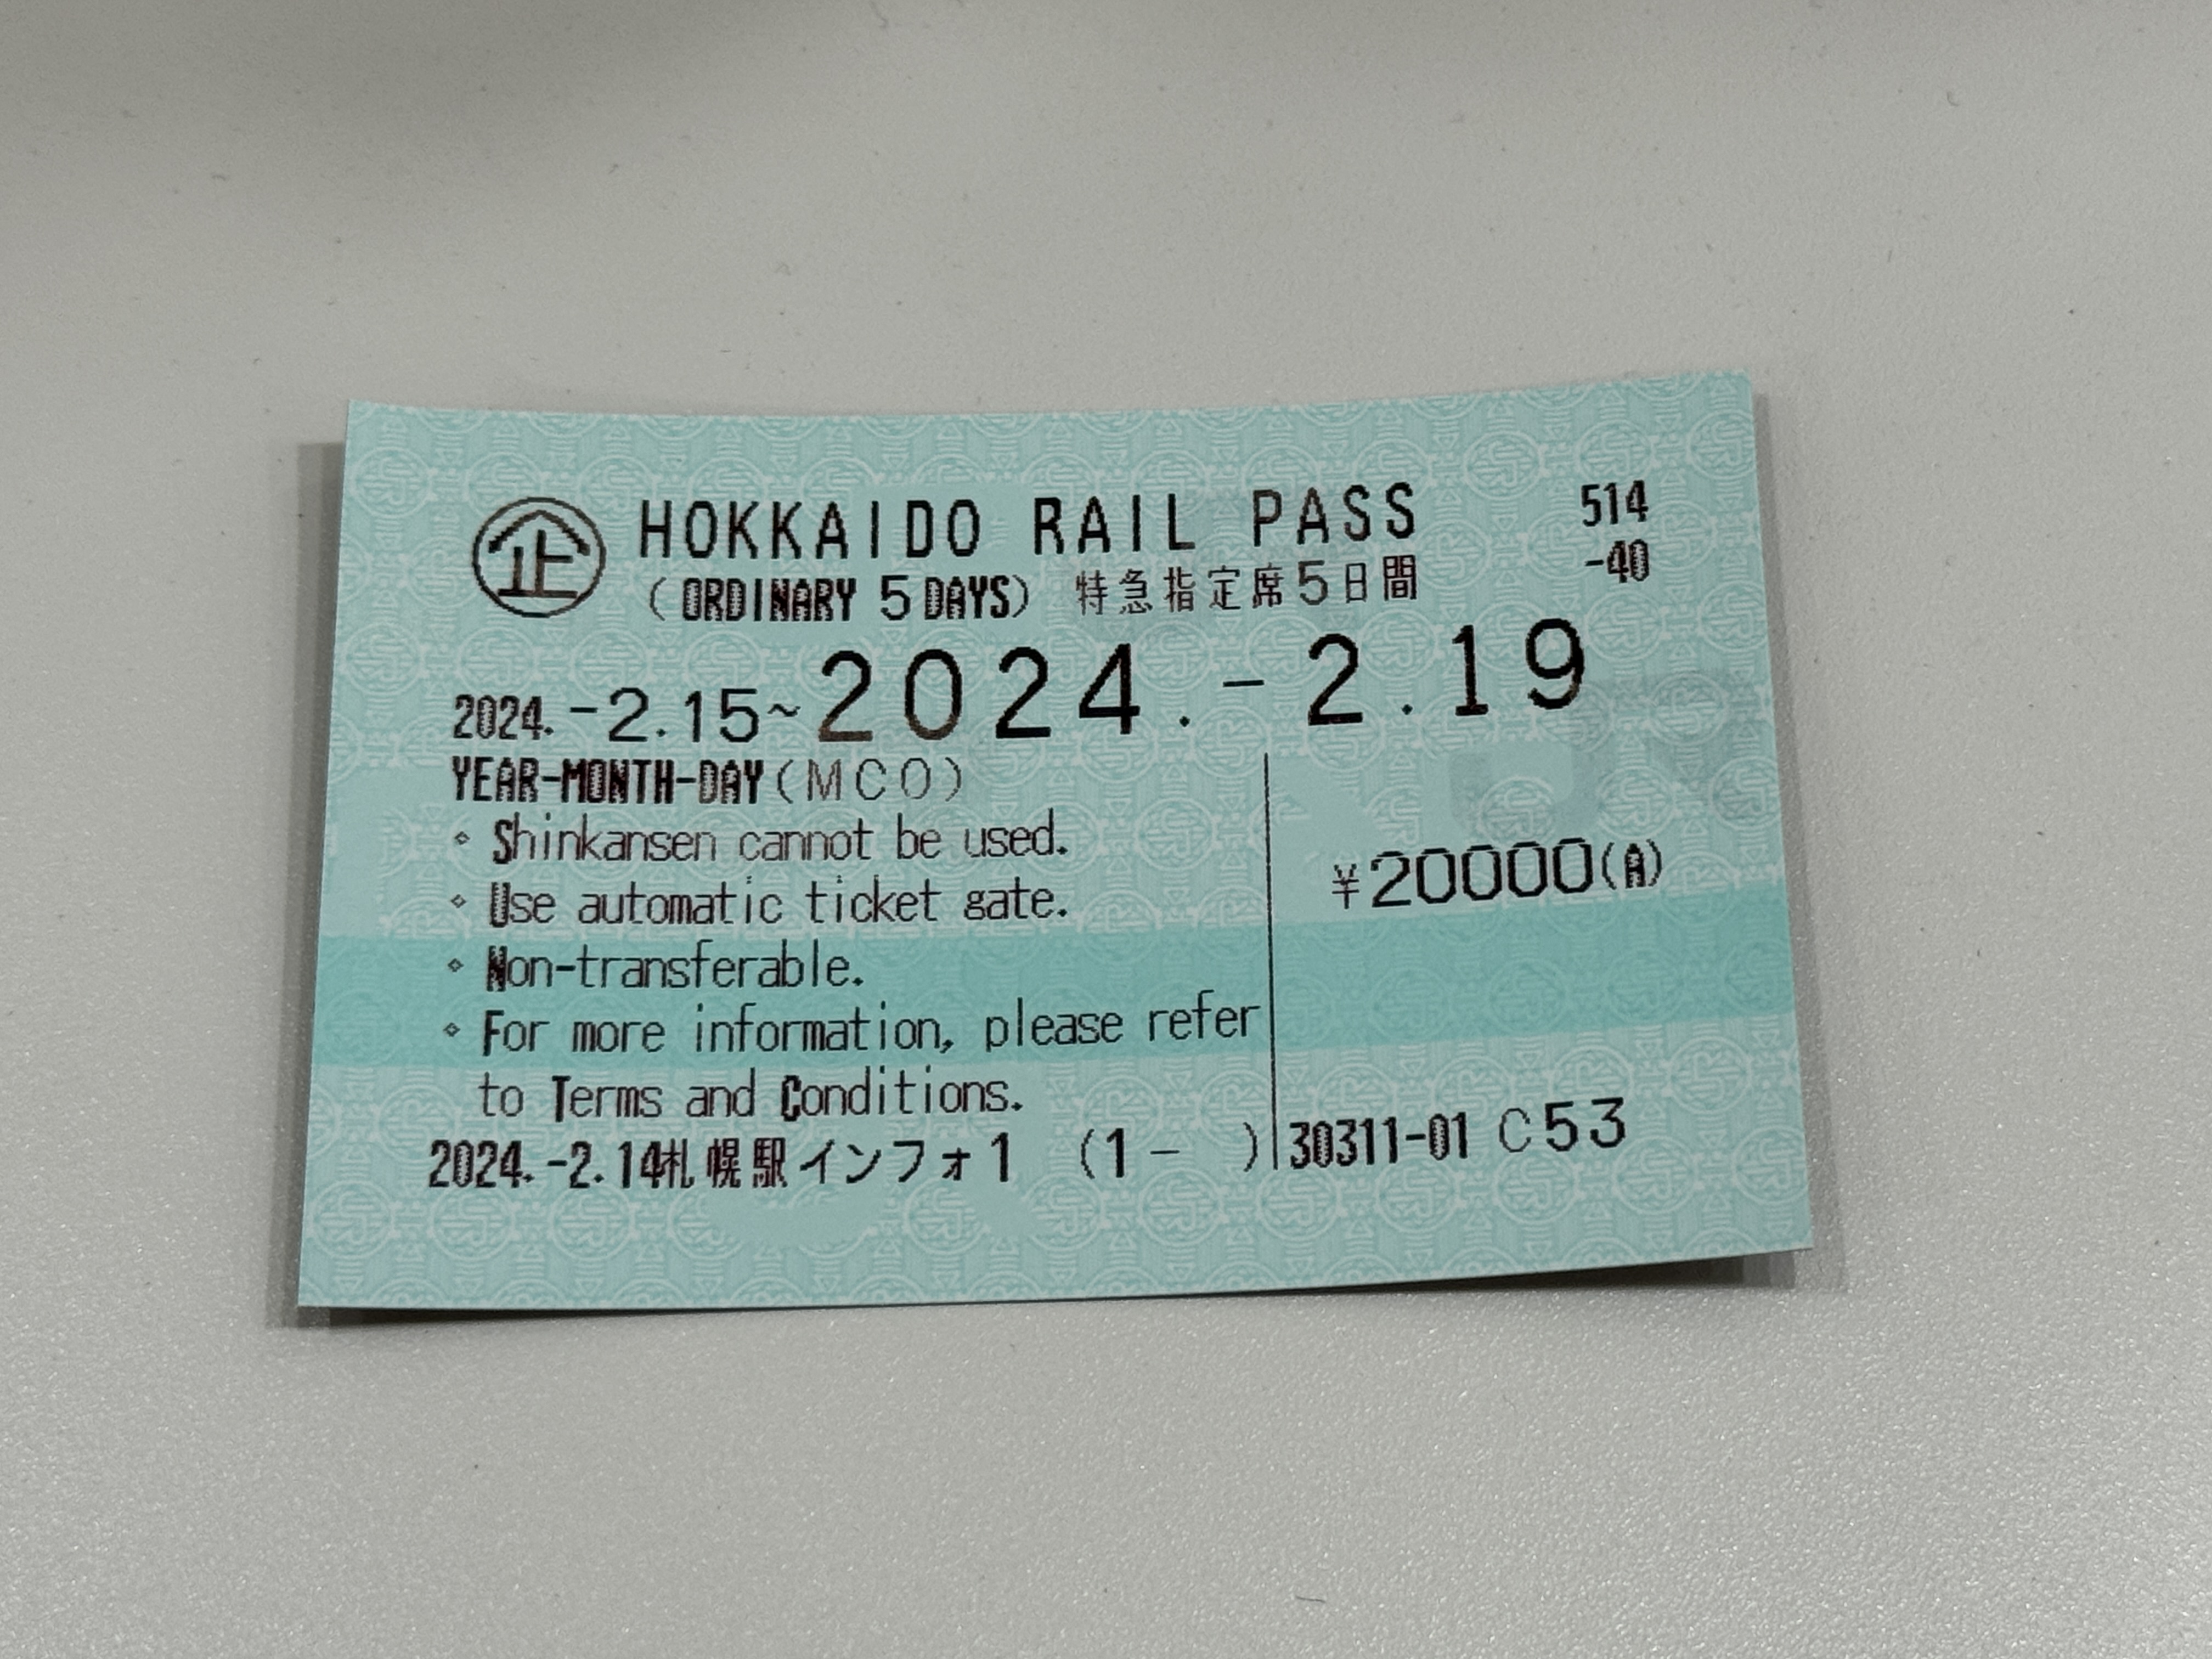 企 HOKKAIDO RAIL PASS 514
(ORDINARY 5 DAYS) 特急指定席5日間 -40
2024.-2.15~2024.-2.19
YEAR-MONTH-DAY(MCO)
◦ Shinkansen cannot be used.
◦ Use automatic ticket gate. ¥20000(A)
◦ Non-transferable.
◦ For more information, please refer
to Terms and Conditions.
2024.-2.14札幌駅インフォ1 (1- ) 30311-01 C53